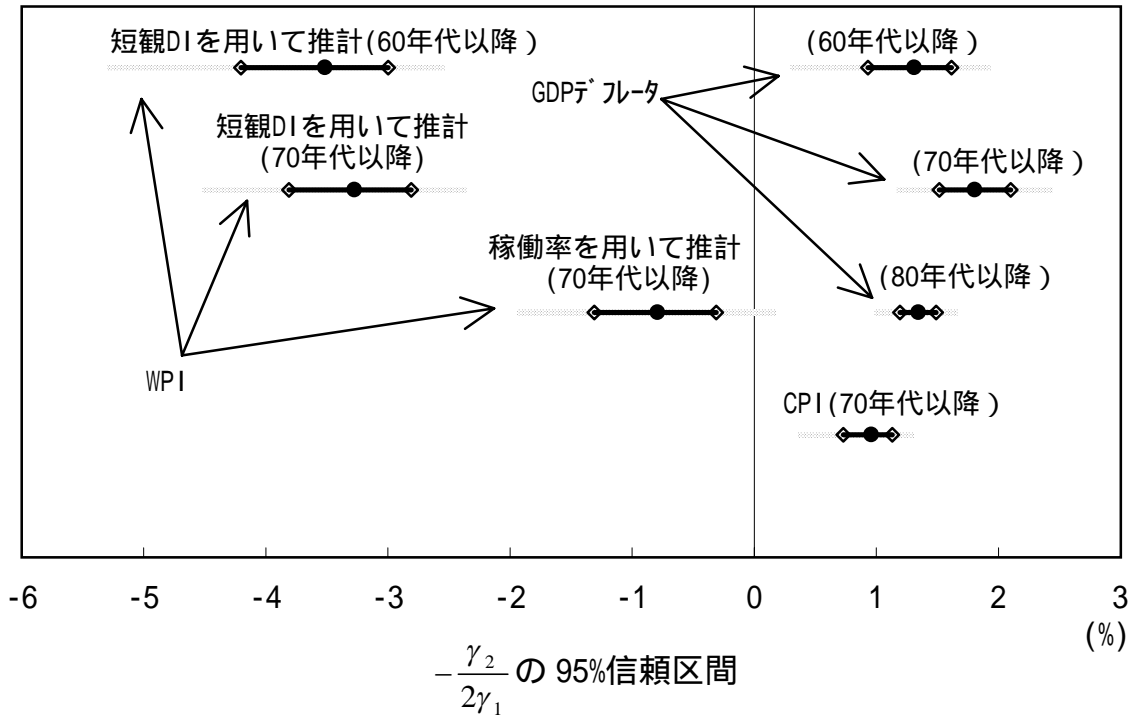 短観DIを用いて推計(60年代以降)
(60年代以降)
GDPデフレータ
短観DIを用いて推計
(70年代以降)
(70年代以降)
稼働率を用いて推計
(70年代以降)
(80年代以降)
WPI
CPI(70年代以降)
-6 -5 -4 -3 -2 -1 0 1 2 3
(%)
-γ₂/2γ₁ の 95%信頼区間